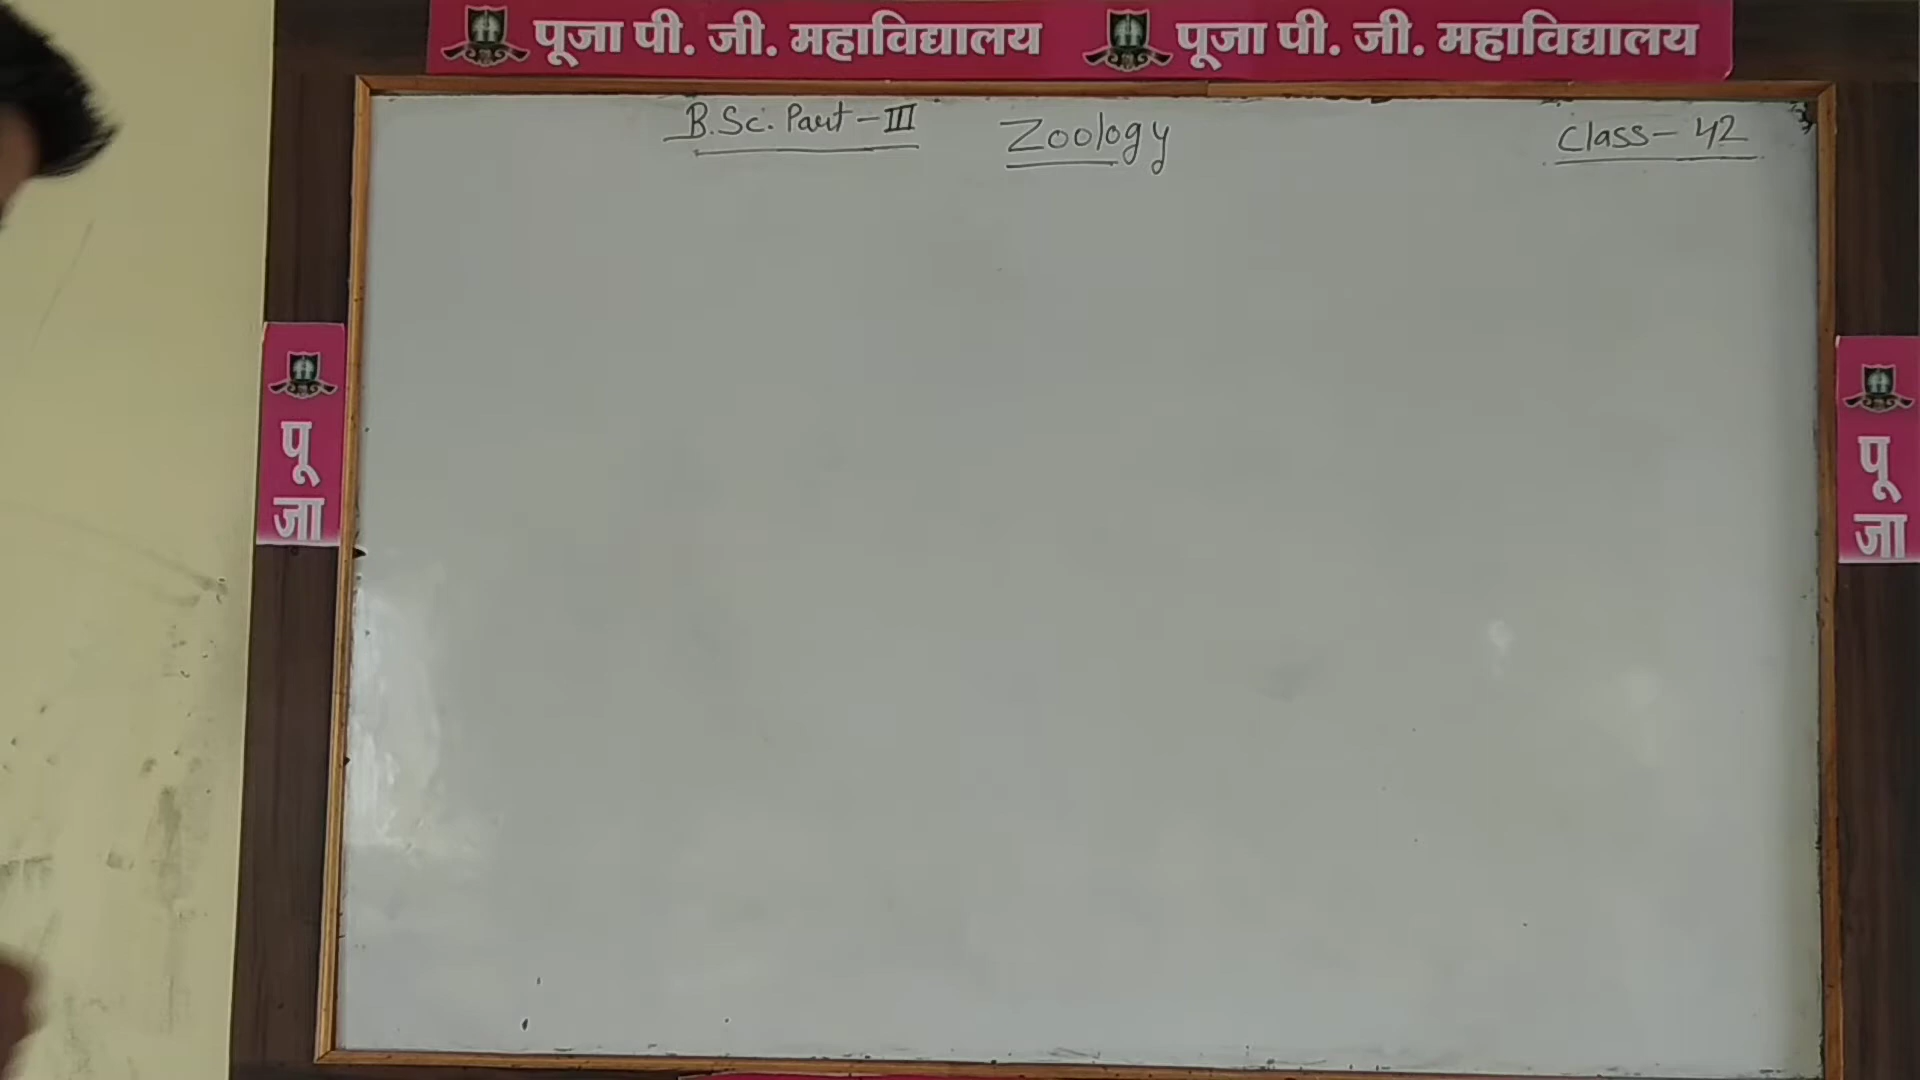 पूजा पी. जी. महाविद्यालय पूजा पी. जी. महाविद्यालय
B.Sc. Part-III Zoology Class-42
पू
जा
पू
जा